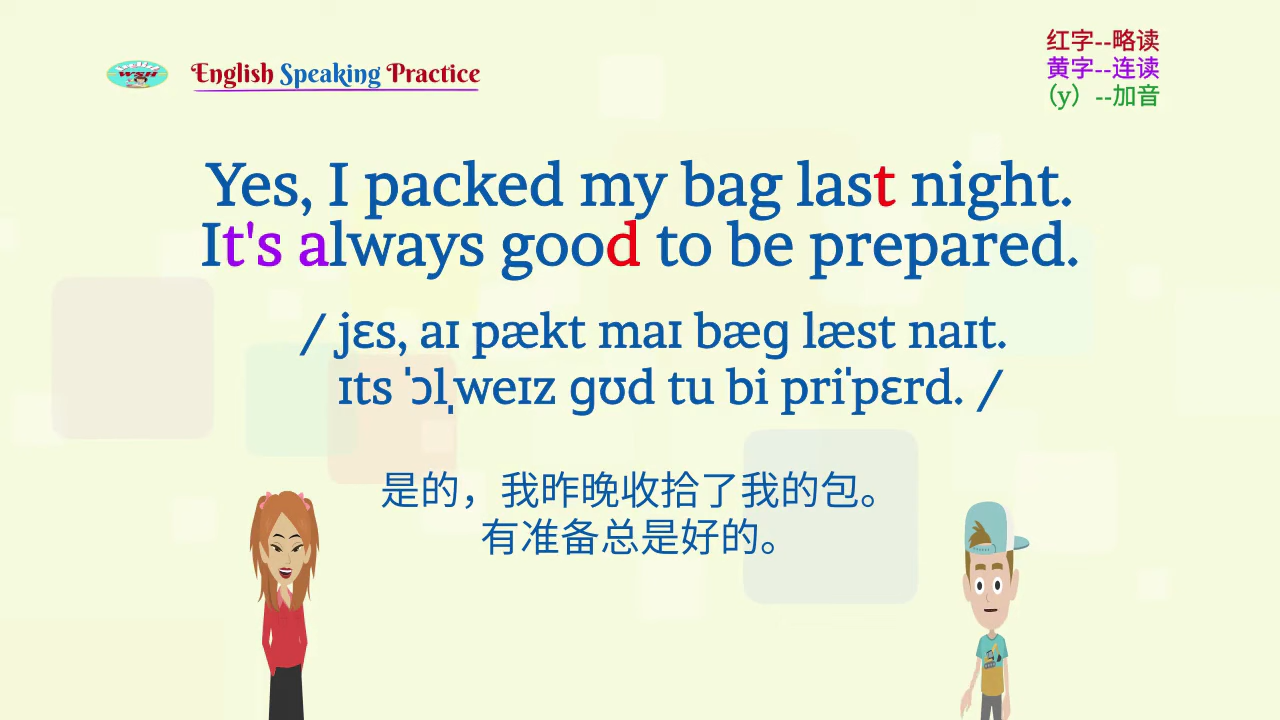 English Speaking Practice
红字--略读
黄字--连读
（y）--加音
Yes, I packed my bag last night.
It's always good to be prepared.
/ jɛs, aɪ pækt maɪ bæɡ læst naɪt.
ɪts ˈɔlˌweɪz ɡʊd tu bi priˈpɛrd. /
是的，我昨晚收拾了我的包。
有准备总是好的。